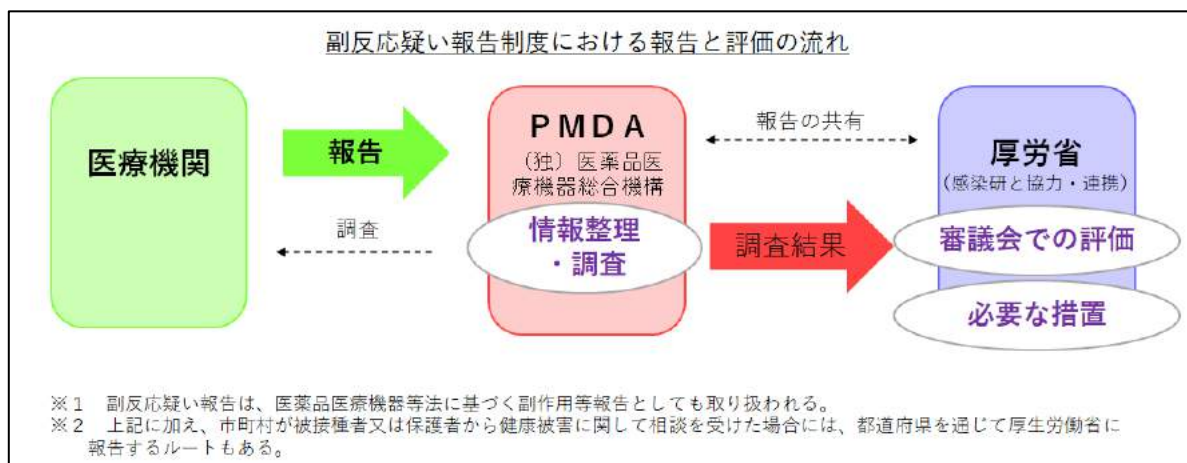 副反応疑い報告制度における報告と評価の流れ
医療機関
報告
調査
PMDA
（独）医薬品医
療機器総合機構
情報整理
・調査
報告の共有
調査結果
厚労省
(感染研と協力・連携)
審議会での評価
必要な措置
※１　副反応疑い報告は、医薬品医療機器等法に基づく副作用等報告としても取り扱われる。
※２　上記に加え、市町村が被接種者又は保護者から健康被害に関して相談を受けた場合には、都道府県を通じて厚生労働省に
報告するルートもある。